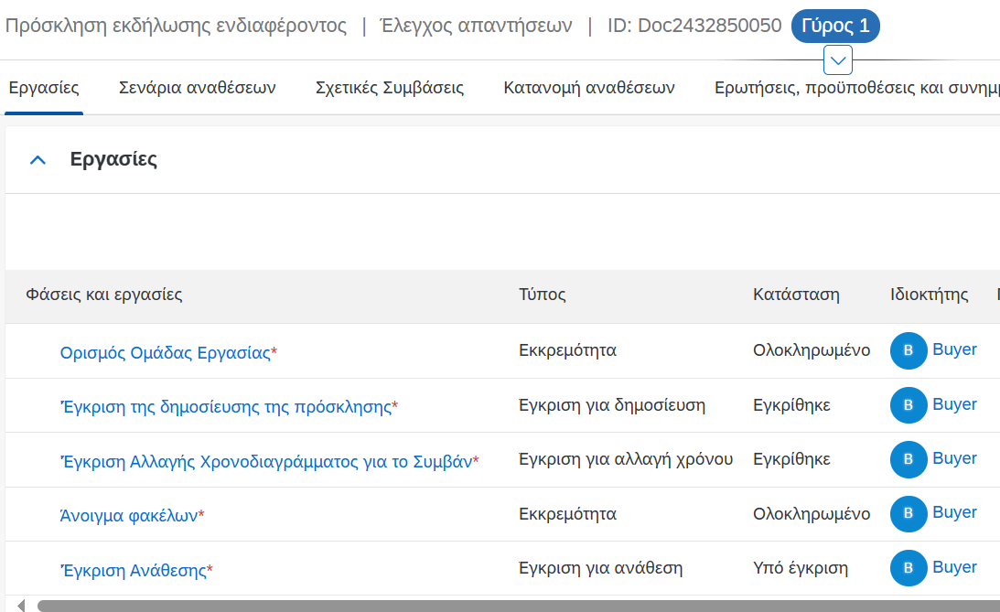 Πρόσκληση εκδήλωσης ενδιαφέροντος | Έλεγχος απαντήσεων | ID: Doc2432850050 Γύρος 1
Εργασίες Σενάρια αναθέσεων Σχετικές Συμβάσεις Κατανομή αναθέσεων Ερωτήσεις, προϋποθέσεις και συνημ
Εργασίες
Φάσεις και εργασίες Τύπος Κατάσταση Ιδιοκτήτης
Ορισμός Ομάδας Εργασίας* Εκκρεμότητα Ολοκληρωμένο B Buyer
Έγκριση της δημοσίευσης της πρόσκλησης* Εγκριση για δημοσίευση Εγκρίθηκε B Buyer
Έγκριση Αλλαγής Χρονοδιαγράμματος για το Συμβάν* Εγκριση για αλλαγή χρόνου Εγκρίθηκε B Buyer
Άνοιγμα φακέλων* Εκκρεμότητα Ολοκληρωμένο B Buyer
Έγκριση Ανάθεσης* Εγκριση για ανάθεση Υπό έγκριση B Buyer